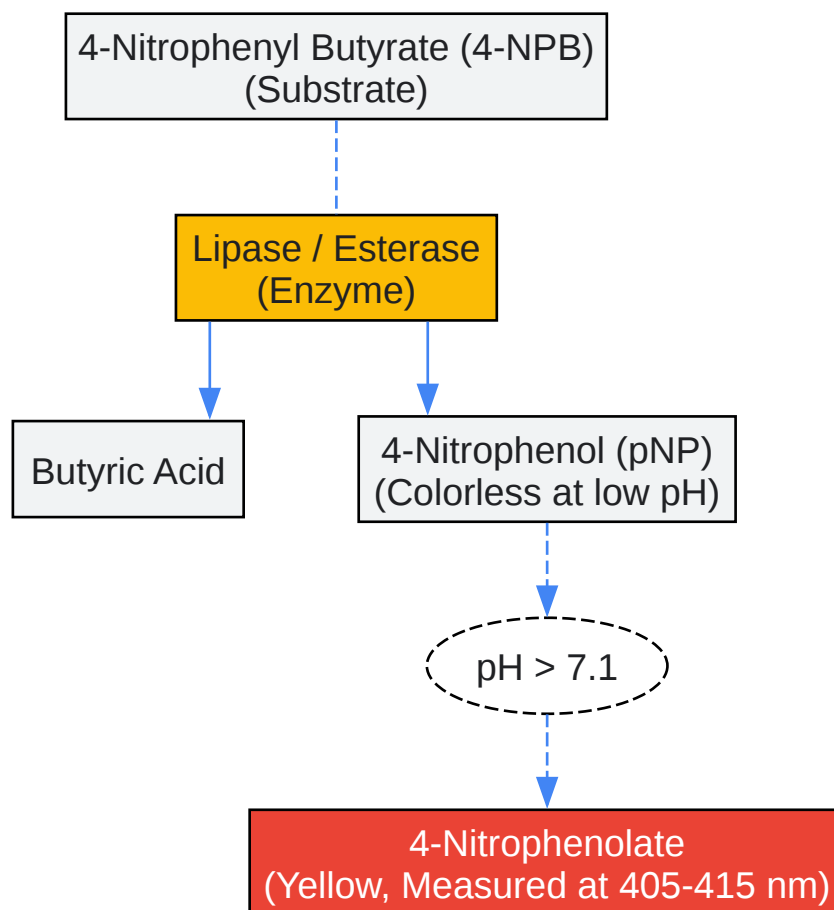 4-Nitrophenyl Butyrate (4-NPB)
(Substrate)
Lipase / Esterase
(Enzyme)
Butyric Acid
4-Nitrophenol (pNP)
(Colorless at low pH)
pH > 7.1
4-Nitrophenolate
(Yellow, Measured at 405-415 nm)